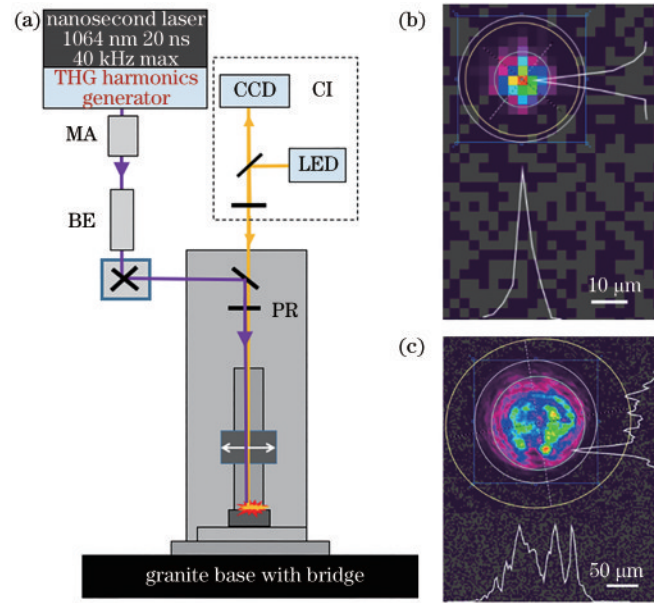 (a)
nanosecond laser
1064 nm 20 ns
40 kHz max
THG harmonics
generator
MA
BE
CCD
CI
LED
PR
granite base with bridge
(b)
10 μm
(c)
50 μm